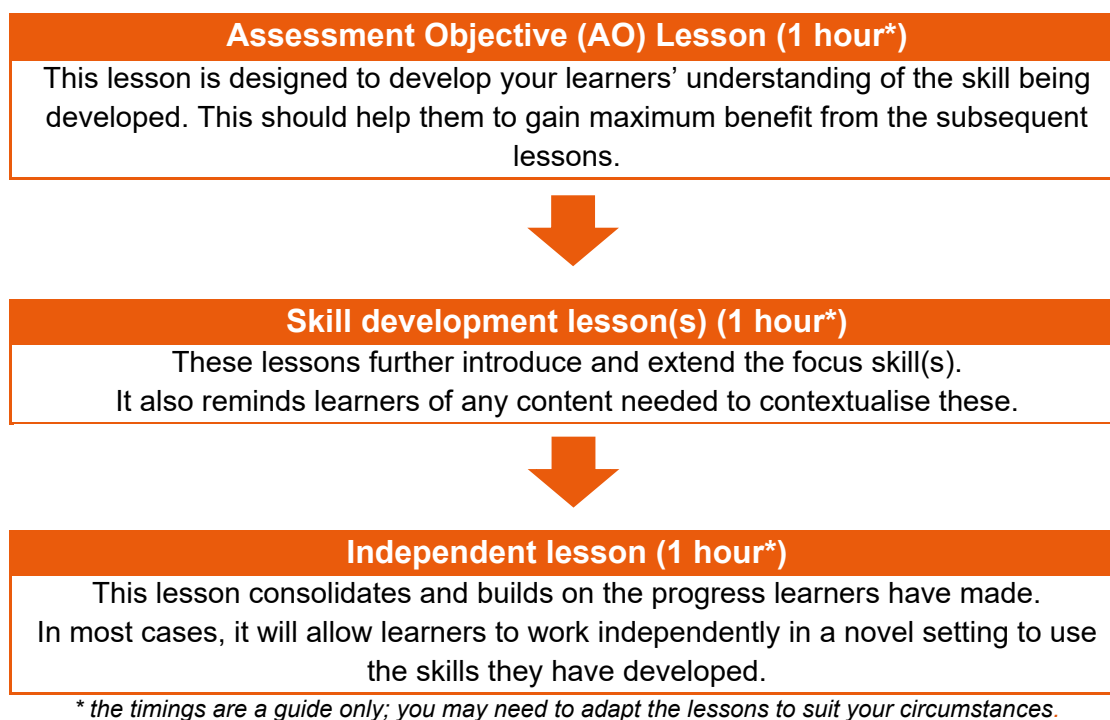 Assessment Objective (AO) Lesson (1 hour*)
This lesson is designed to develop your learners’ understanding of the skill being
developed. This should help them to gain maximum benefit from the subsequent
lessons.
Skill development lesson(s) (1 hour*)
These lessons further introduce and extend the focus skill(s).
It also reminds learners of any content needed to contextualise these.
Independent lesson (1 hour*)
This lesson consolidates and builds on the progress learners have made.
In most cases, it will allow learners to work independently in a novel setting to use
the skills they have developed.
* the timings are a guide only; you may need to adapt the lessons to suit your circumstances.